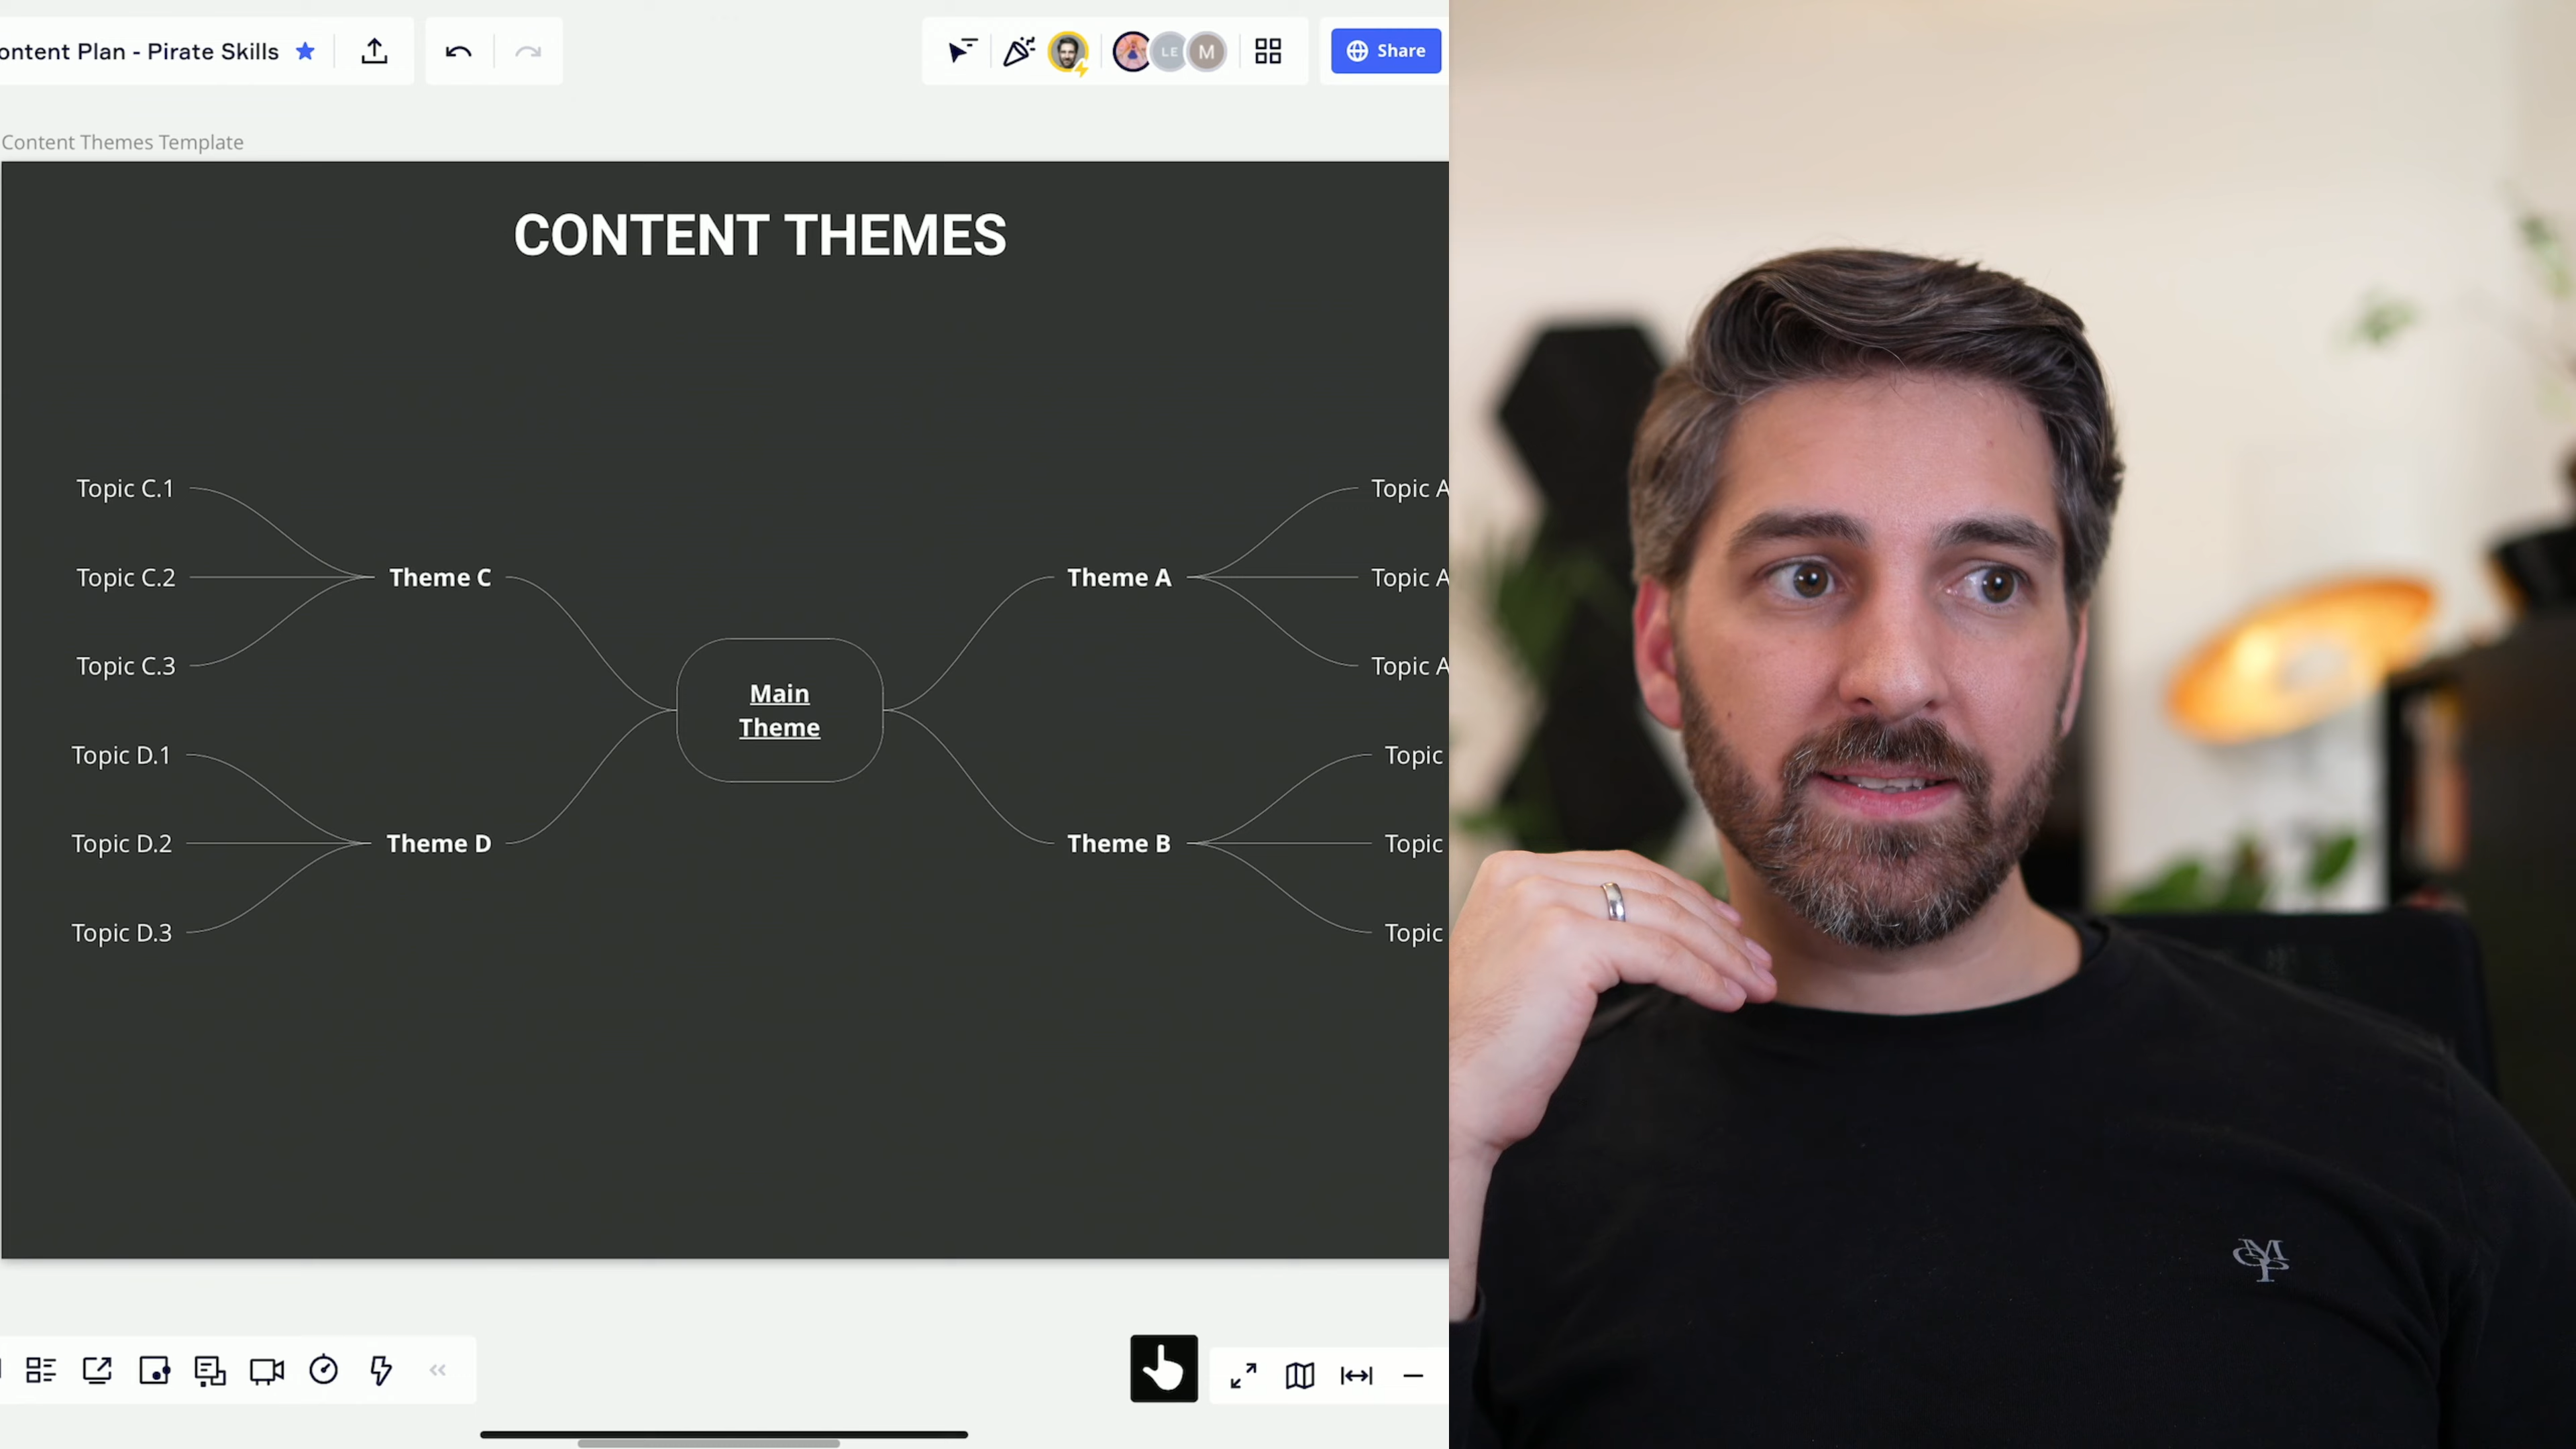 ontent Plan - Pirate Skills
LE
M
Share
Content Themes Template
CONTENT THEMES
Topic C.1
Topic C.2
Topic C.3
Theme C
Topic D.1
Topic D.2
Topic D.3
Theme D
Main
Theme
Theme A
Topic A
Topic A
Topic A
Theme B
Topic
Topic
Topic